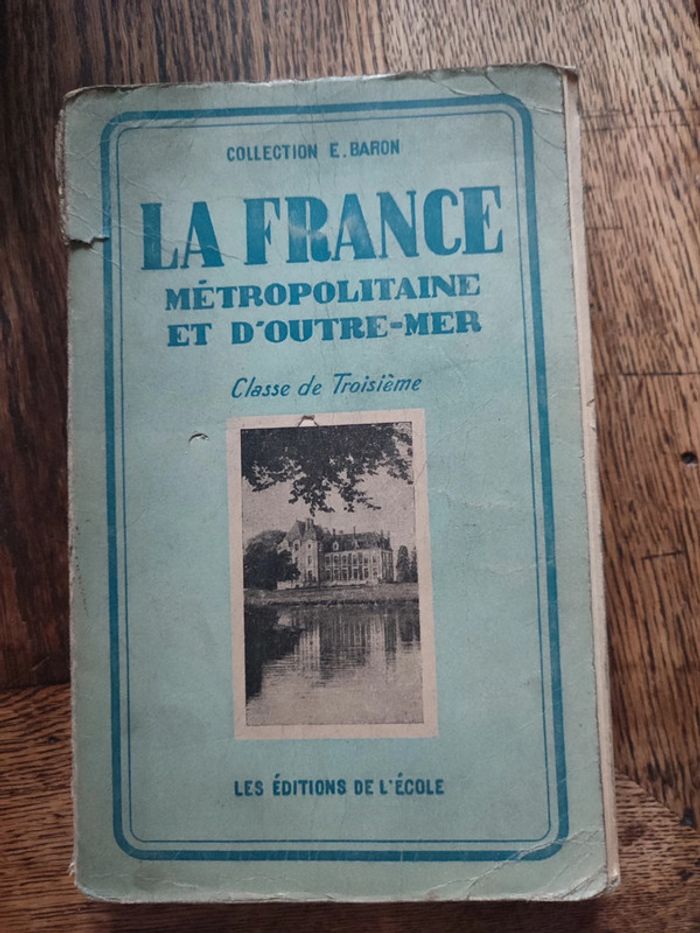 COLLECTION E. BARON
LA FRANCE
MÉTROPOLITAINE
ET D'OUTRE-MER
Classe de Troisième
LES ÉDITIONS DE L'ÉCOLE